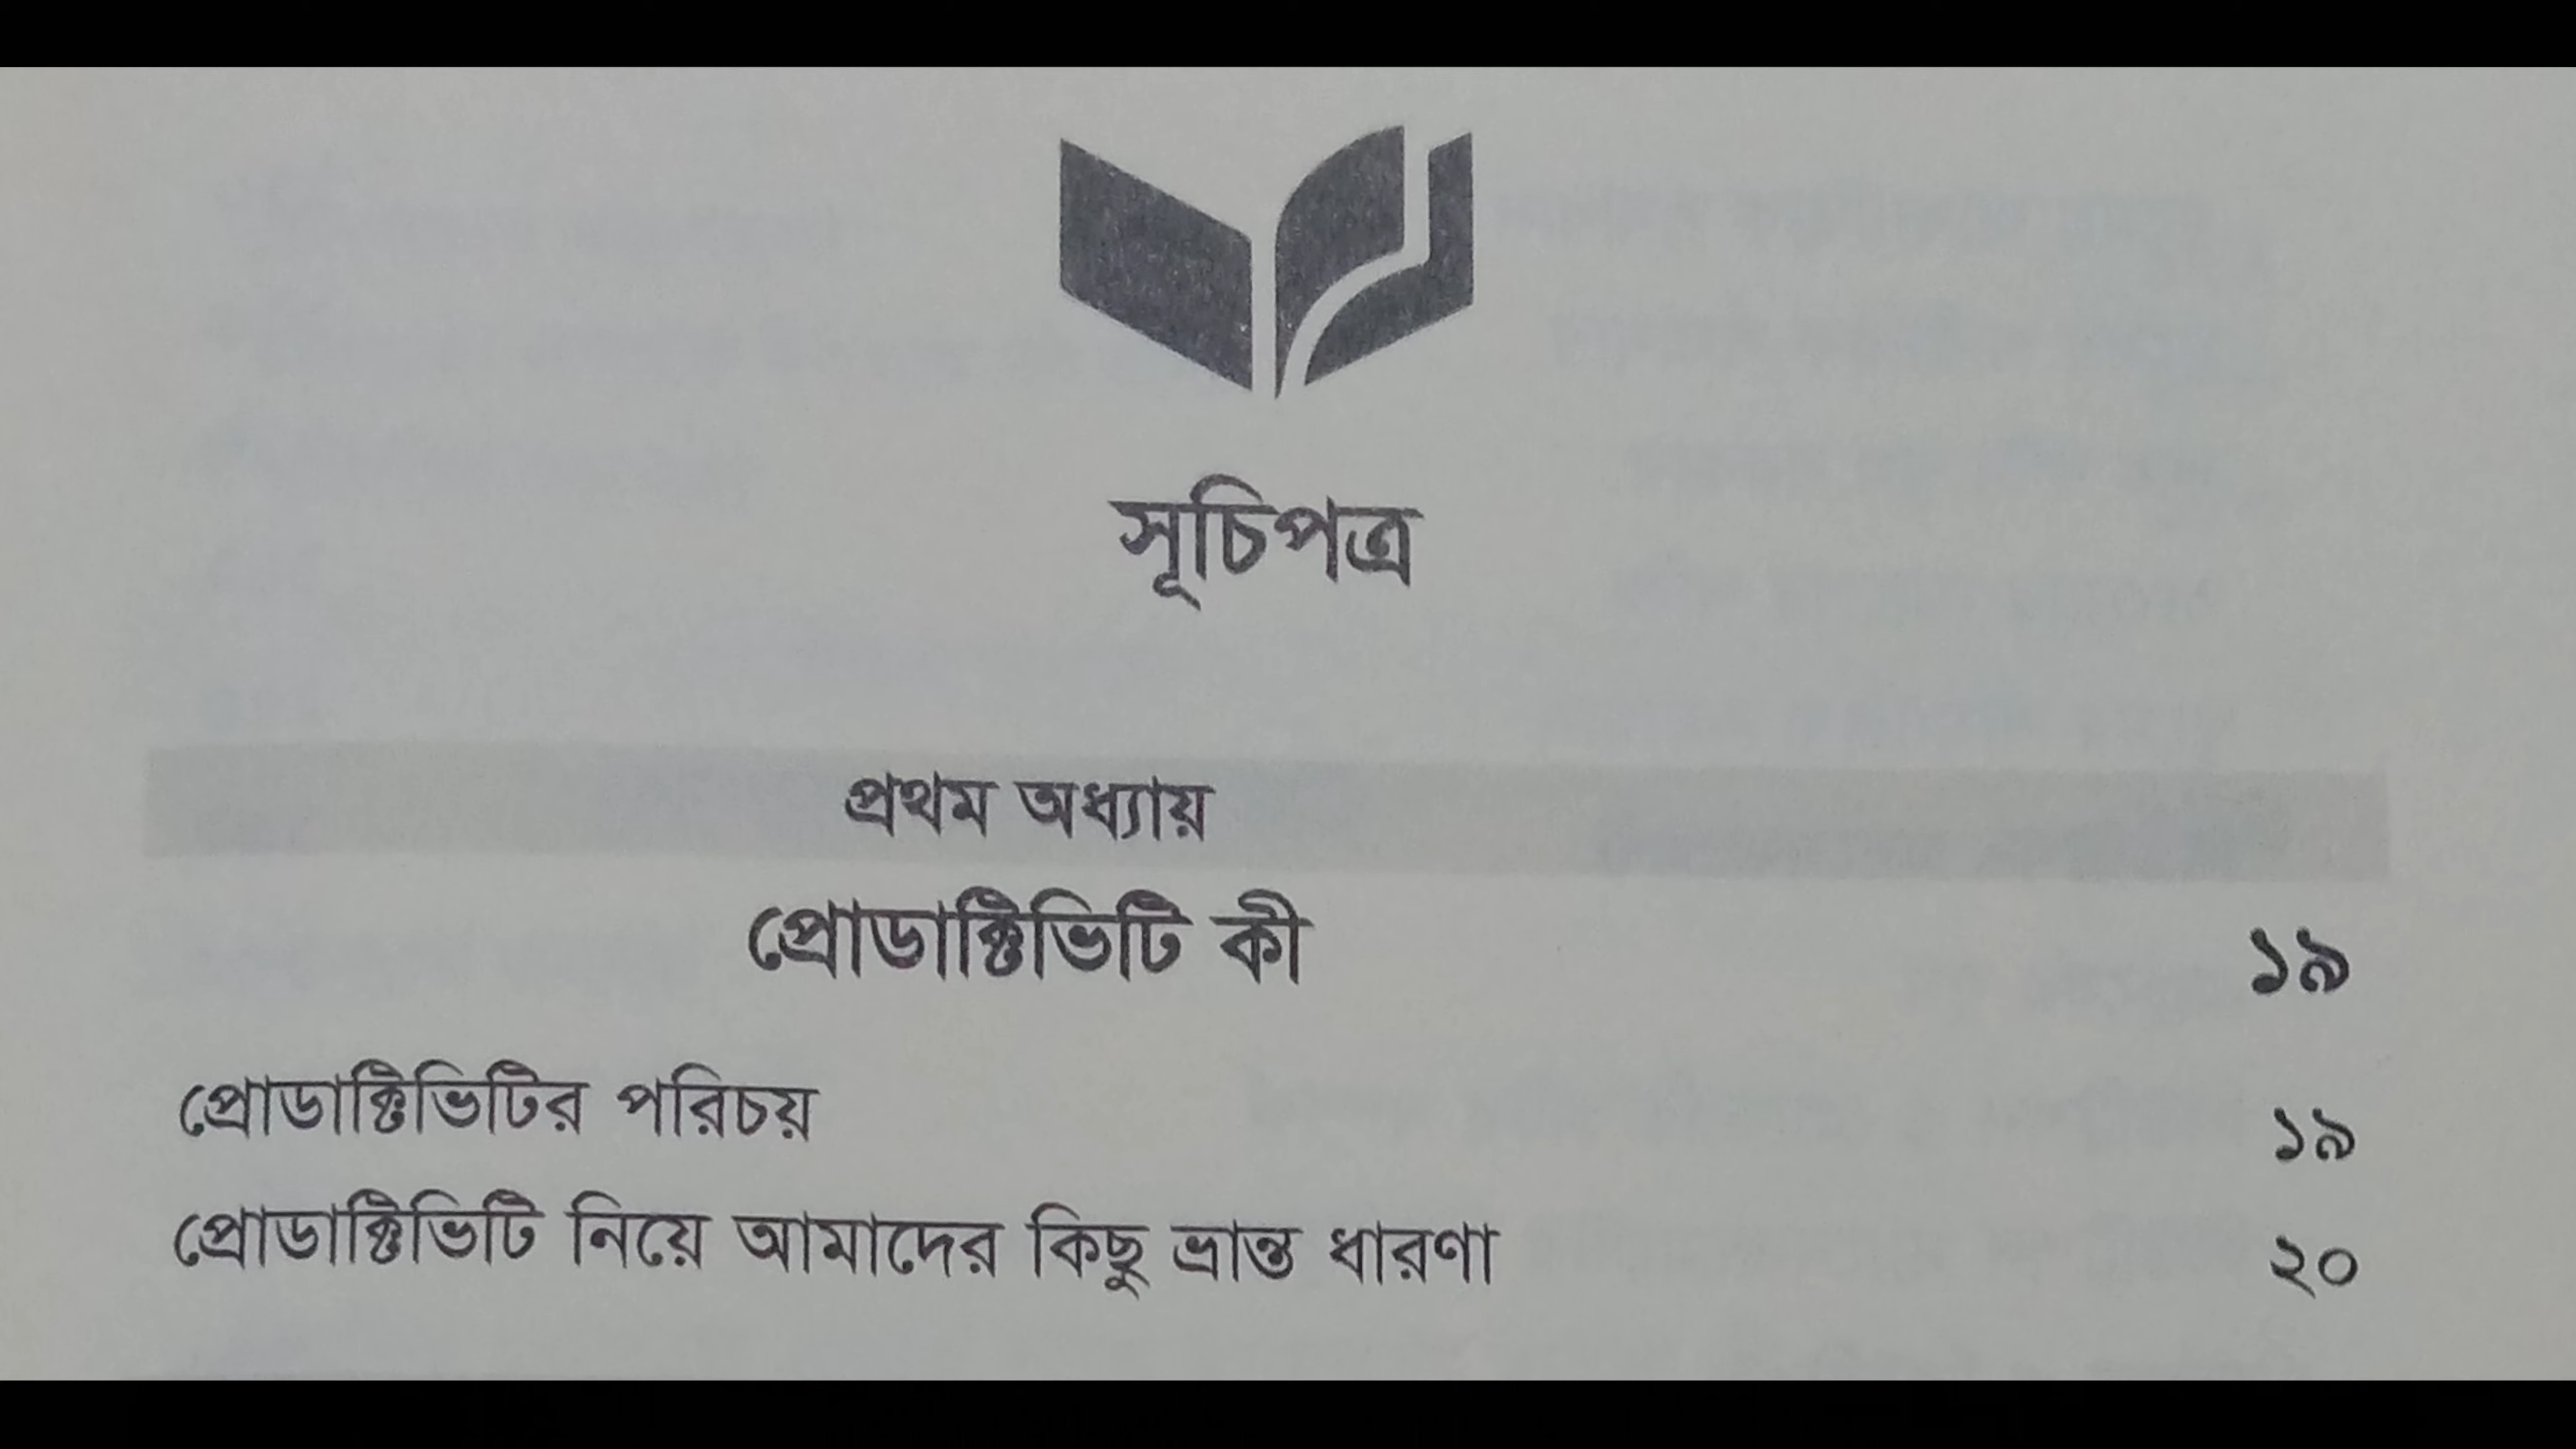 সূচিপত্র
প্রথম অধ্যায়
প্রোডাক্টিভিটি কী ১৯
প্রোডাক্টিভিটির পরিচয় ১৯
প্রোডাক্টিভিটি নিয়ে আমাদের কিছু ভ্রান্ত ধারণা ২০